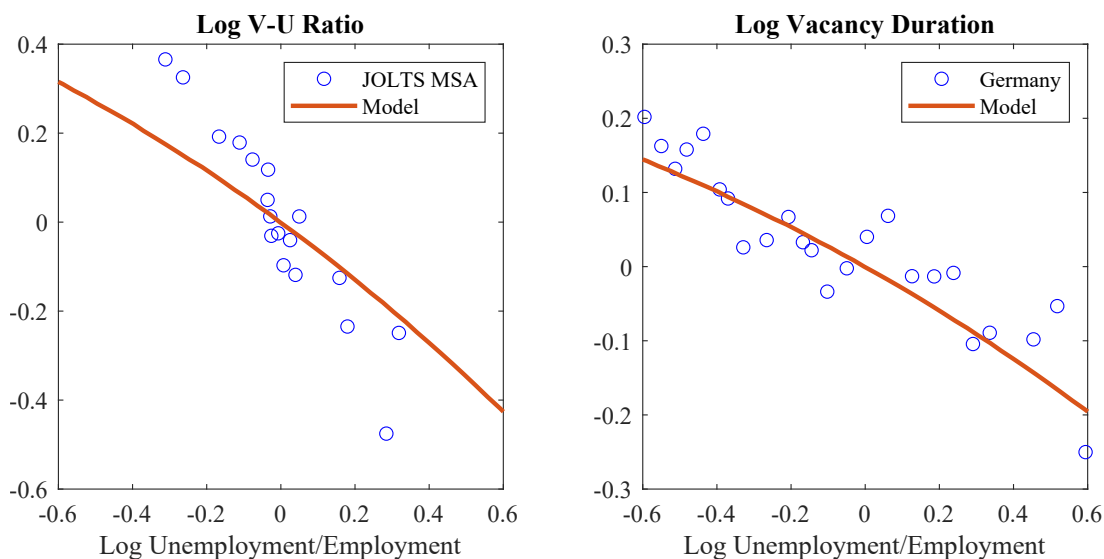 Log V-U Ratio
0.4
0.2
0
-0.2
-0.4
-0.6
-0.6 -0.4 -0.2 0 0.2 0.4 0.6
Log Unemployment/Employment
JOLTS MSA
Model
Log Vacancy Duration
0.3
0.2
0.1
0
-0.1
-0.2
-0.3
-0.6 -0.4 -0.2 0 0.2 0.4 0.6
Log Unemployment/Employment
Germany
Model